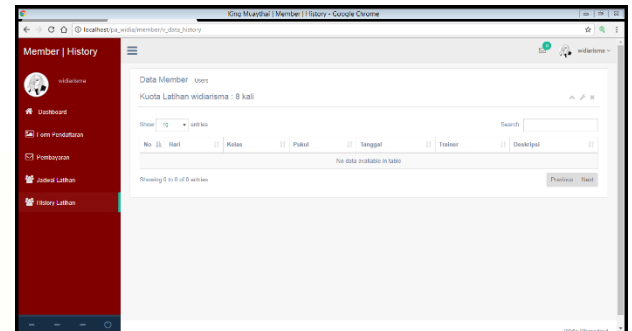 King Muaythai | Member | History - Google Chrome
localhost/pa_widia/member/v_data_history
Member | History
widiarisma
widiarisma
Dashboard
Form Pendaftaran
Pembayaran
Jadwal Latihan
History Latihan
Data Member Users
Kuota Latihan widiarisma : 8 kali
Show 10 entries
Search:
No Hari Kelas Pukul Tanggal Trainer Deskripsi
No data available in table
Showing 0 to 0 of 0 entries
Previous Next